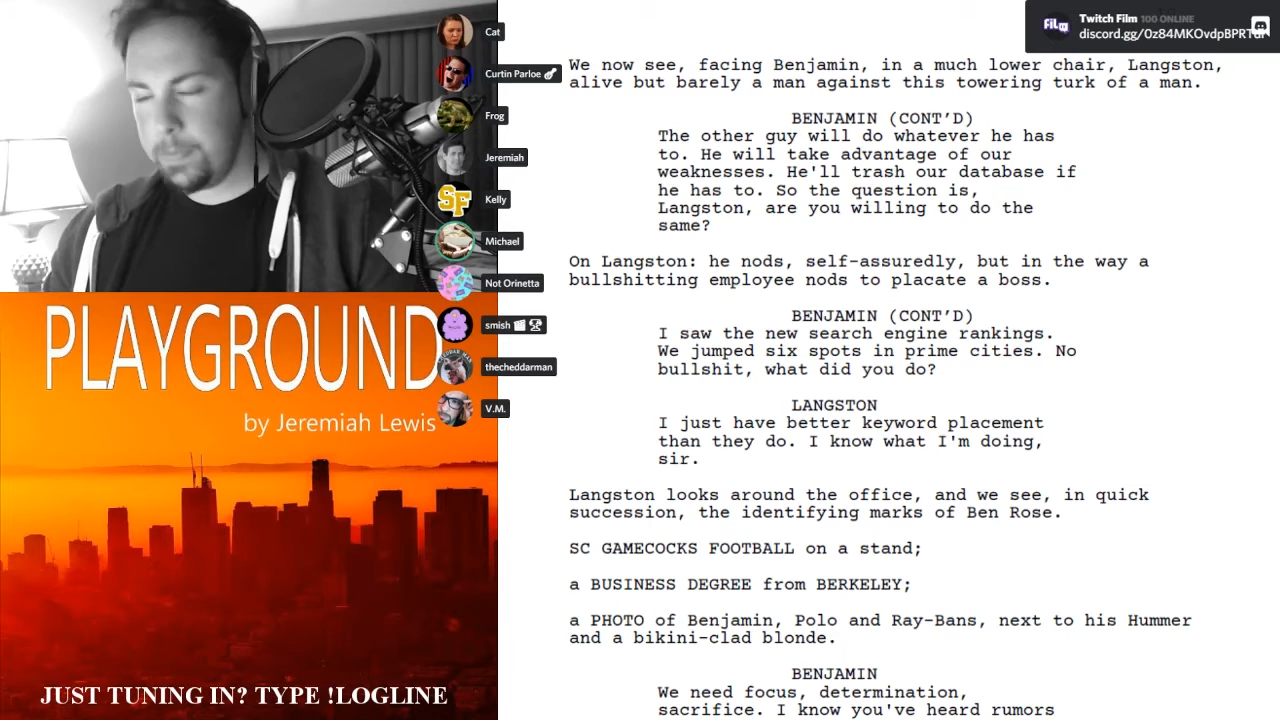 Twitch Film 100 ONLINE
discord.gg/0z84MKOvdpBPRTdr
Cat
Curtin Parloe
Frog
Jeremiah
Kelly
Michael
Not Orinetta
smish
thecheddarman
V.M.
SF
PLAYGROUND
by Jeremiah Lewis
JUST TUNING IN? TYPE !LOGLINE
We now see, facing Benjamin, in a much lower chair, Langston,
alive but barely a man against this towering turk of a man.
BENJAMIN (CONT'D)
The other guy will do whatever he has
to. He will take advantage of our
weaknesses. He'll trash our database if
he has to. So the question is,
Langston, are you willing to do the
same?
On Langston: he nods, self-assuredly, but in the way a
bullshitting employee nods to placate a boss.
BENJAMIN (CONT'D)
I saw the new search engine rankings.
We jumped six spots in prime cities. No
bullshit, what did you do?
LANGSTON
I just have better keyword placement
than they do. I know what I'm doing,
sir.
Langston looks around the office, and we see, in quick
succession, the identifying marks of Ben Rose.
SC GAMECOCKS FOOTBALL on a stand;
a BUSINESS DEGREE from BERKELEY;
a PHOTO of Benjamin, Polo and Ray-Bans, next to his Hummer
and a bikini-clad blonde.
BENJAMIN
We need focus, determination,
sacrifice. I know you've heard rumors